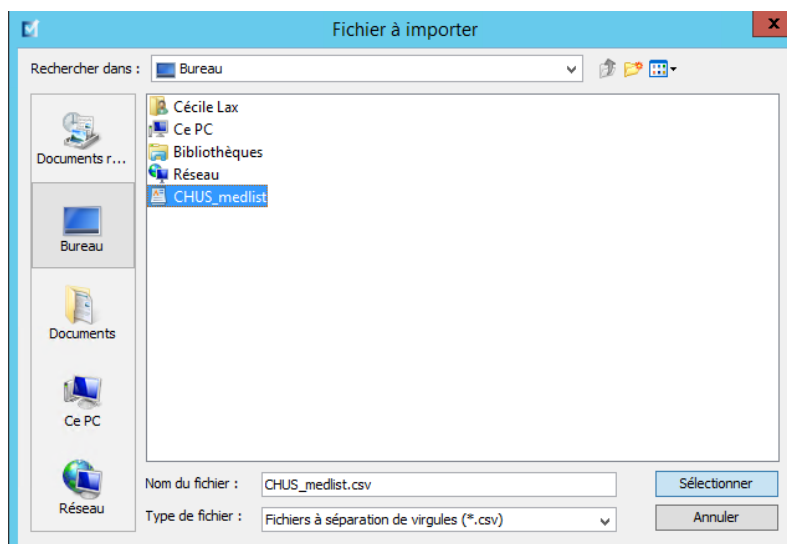 Fichier à importer
x
Rechercher dans :
Bureau
Cécile Lax
Ce PC
Bibliothèques
Réseau
CHUS_medlist
Documents r...
Bureau
Documents
Ce PC
Réseau
Nom du fichier :
CHUS_medlist.csv
Sélectionner
Type de fichier :
Fichiers à séparation de virgules (*.csv)
Annuler